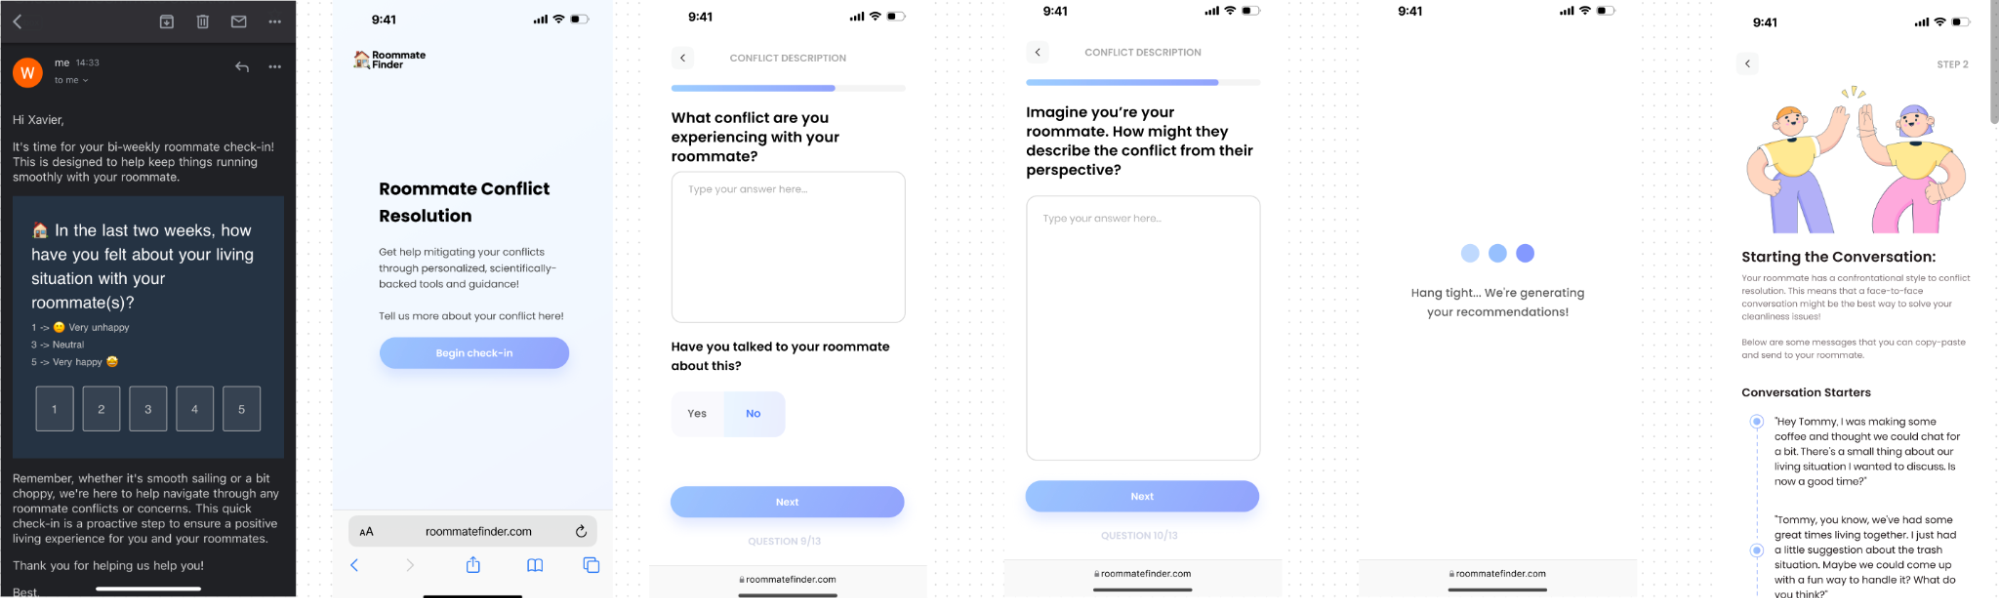 W
me 14:33
to me
Hi Xavier,
It's time for your bi-weekly roommate check-in!
This is designed to help keep things running
smoothly with your roommate.
🏠 In the last two weeks, how
have you felt about your living
situation with your
roommate(s)?
1 -> 🙁 Very unhappy
3 -> Neutral
5 -> Very happy 🤩
1 2 3 4 5
Remember, whether it's smooth sailing or a bit
choppy, we're here to help navigate through any
roommate conflicts or concerns. This quick
check-in is a proactive step to ensure a positive
living experience for you and your roommates.
Thank you for helping us help you!
Best,
9:41
Roommate
Finder
Roommate Conflict
Resolution
Get help mitigating your conflicts
through personalized, scientifically-
backed tools and guidance!
Tell us more about your conflict here!
Begin check-in
AA roommatefinder.com
9:41
CONFLICT DESCRIPTION
What conflict are you
experiencing with your
roommate?
Type your answer here...
Have you talked to your roommate
about this?
Yes No
Next
QUESTION 9/13
roommatefinder.com
9:41
CONFLICT DESCRIPTION
Imagine you're your
roommate. How might they
describe the conflict from their
perspective?
Type your answer here...
Next
QUESTION 10/13
roommatefinder.com
9:41
Hang tight... We're generating
your recommendations!
roommatefinder.com
9:41
STEP 2
Starting the Conversation:
Your roommate has a confrontational style to conflict
resolution. This means that a face-to-face
conversation might be the best way to solve your
cleanliness issues!
Below are some messages that you can copy-paste
and send to your roommate.
Conversation Starters
"Hey Tommy, I was making some
coffee and thought we could chat for
a bit. There's a small thing about our
living situation I wanted to discuss. Is
now a good time?"
"Tommy, you know, we've had some
great times living together. I just had
a little suggestion about the trash
situation. Maybe we could come up
with a fun way to handle it? What do
you think?"